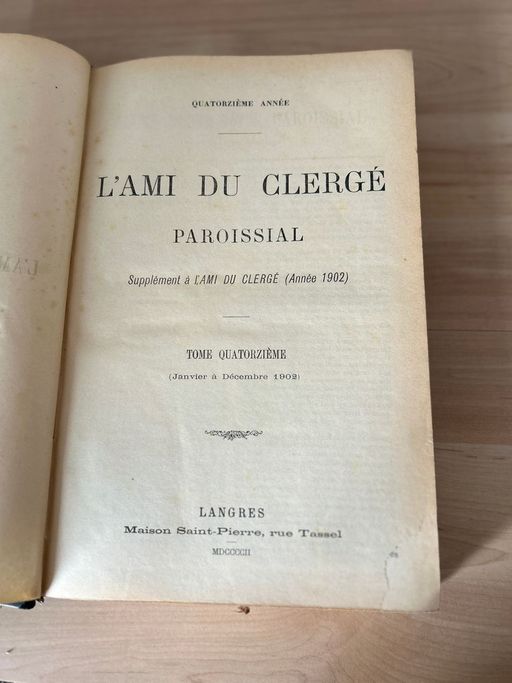 QUATORZIÈME ANNÉE
L'AMI DU CLERGÉ
PAROISSIAL
Supplément à L'AMI DU CLERGÉ (Année 1902)
TOME QUATORZIÈME
(Janvier à Décembre 1902)
LANGRES
Maison Saint-Pierre, rue Tassel
MDCCCCII